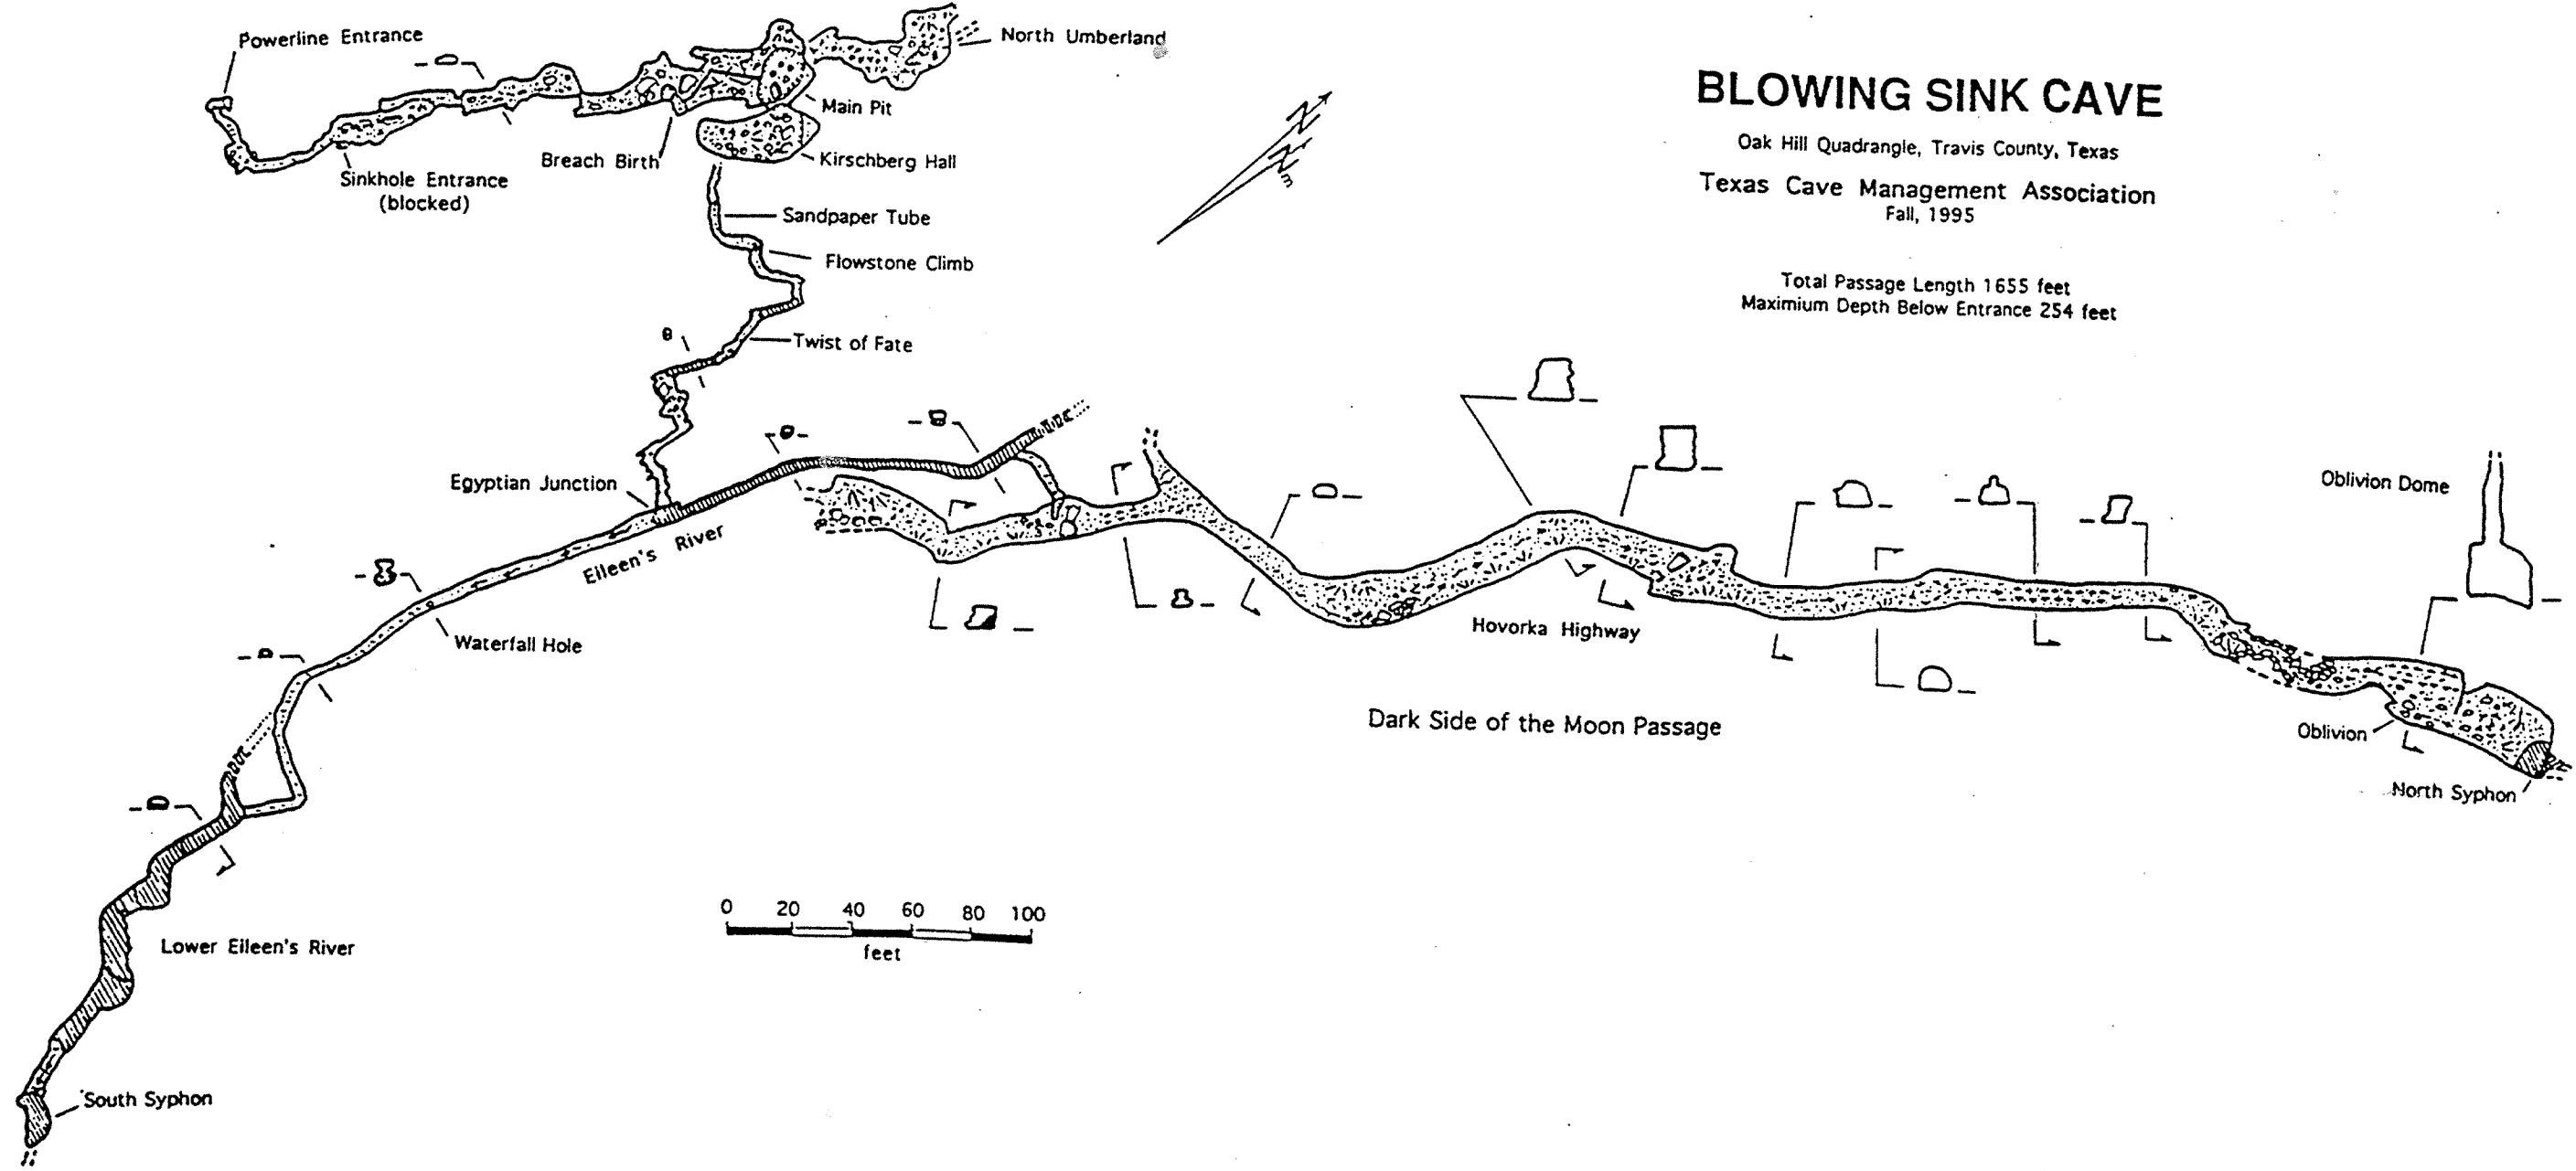 Powerline Entrance
North Umberland
Main Pit
Breach Birth
Kirschberg Hall
Sinkhole Entrance
(blocked)
Sandpaper Tube
Flowstone Climb
Twist of Fate
N
N
m
BLOWING SINK CAVE
Oak Hill Quadrangle, Travis County, Texas
Texas Cave Management Association
Fall, 1995
Total Passage Length 1655 feet
Maximium Depth Below Entrance 254 feet
Egyptian Junction
Eileen's River
Waterfall Hole
Hovorka Highway
Dark Side of the Moon Passage
Oblivion Dome
Oblivion
North Syphon
0 20 40 60 80 100
feet
Lower Eileen's River
South Syphon